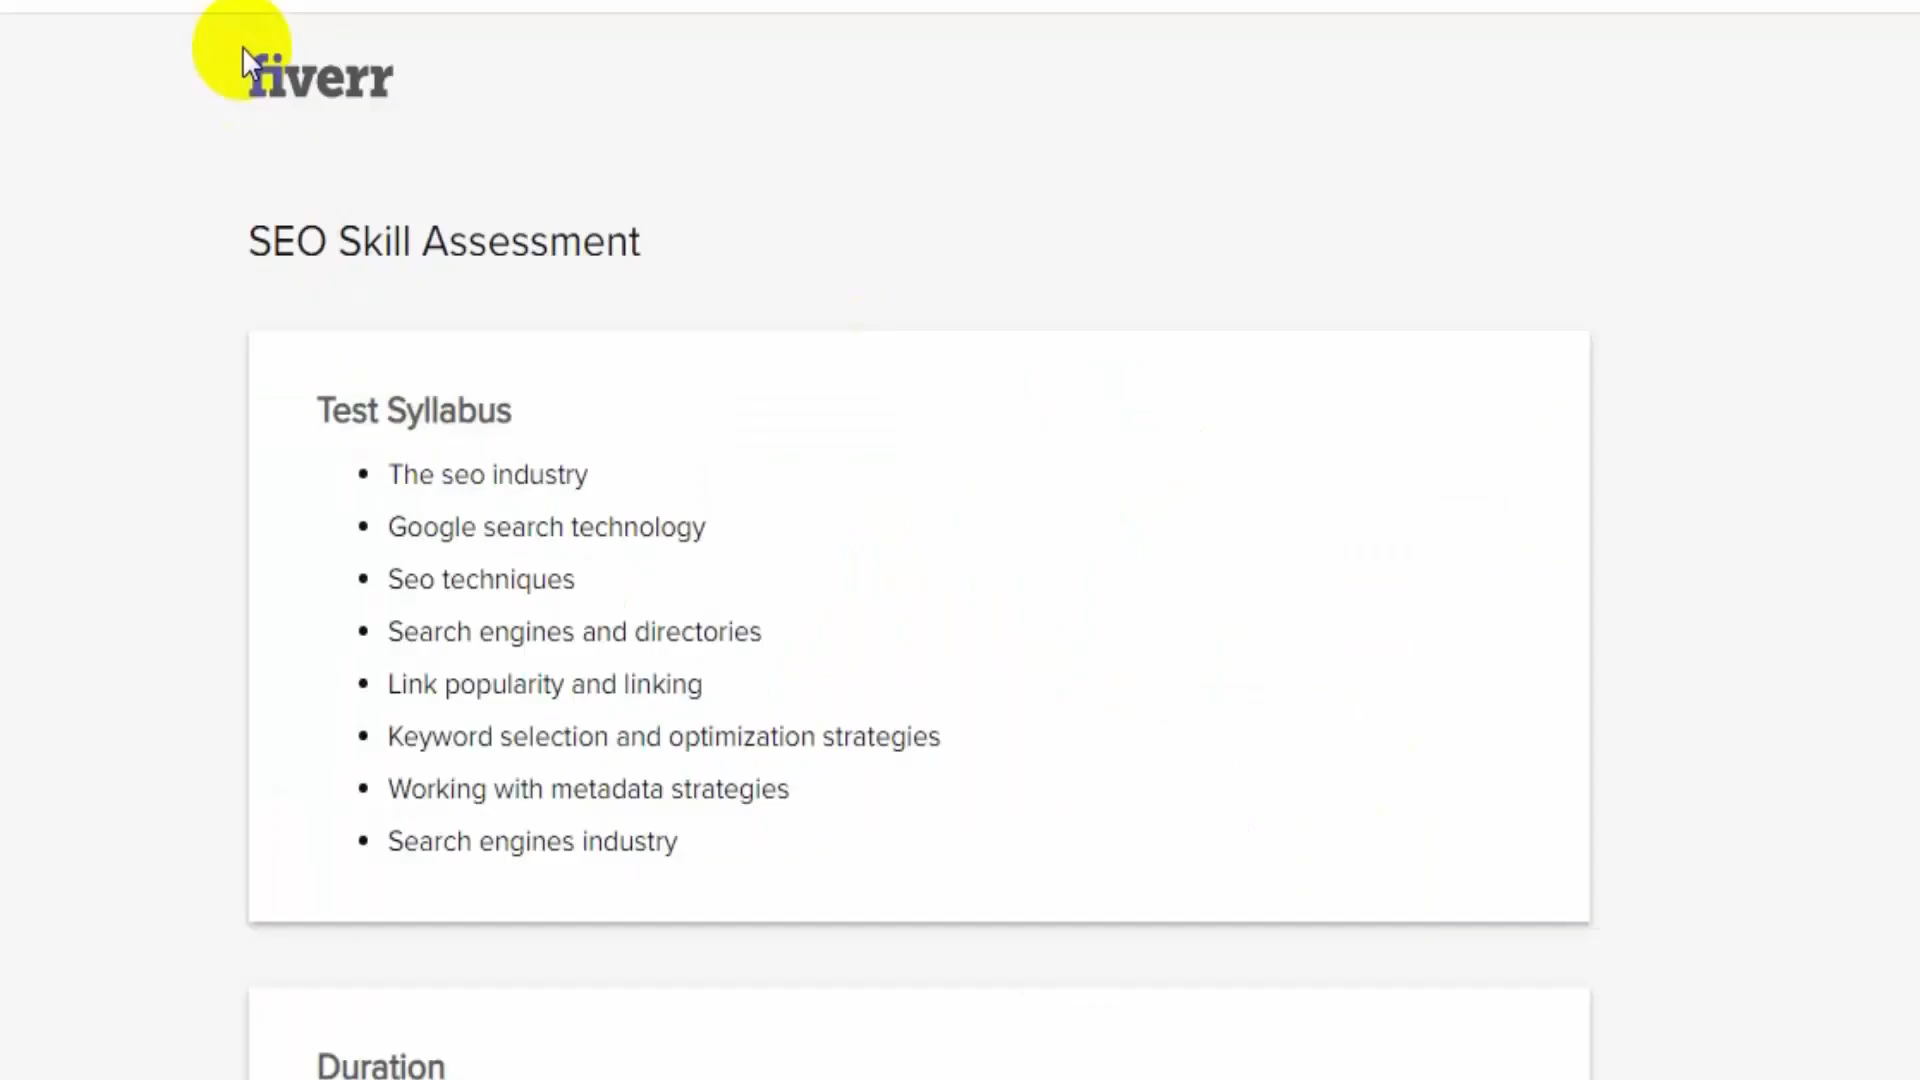 fiverr
SEO Skill Assessment
Test Syllabus
The seo industry
Google search technology
Seo techniques
Search engines and directories
Link popularity and linking
Keyword selection and optimization strategies
Working with metadata strategies
Search engines industry
Duration